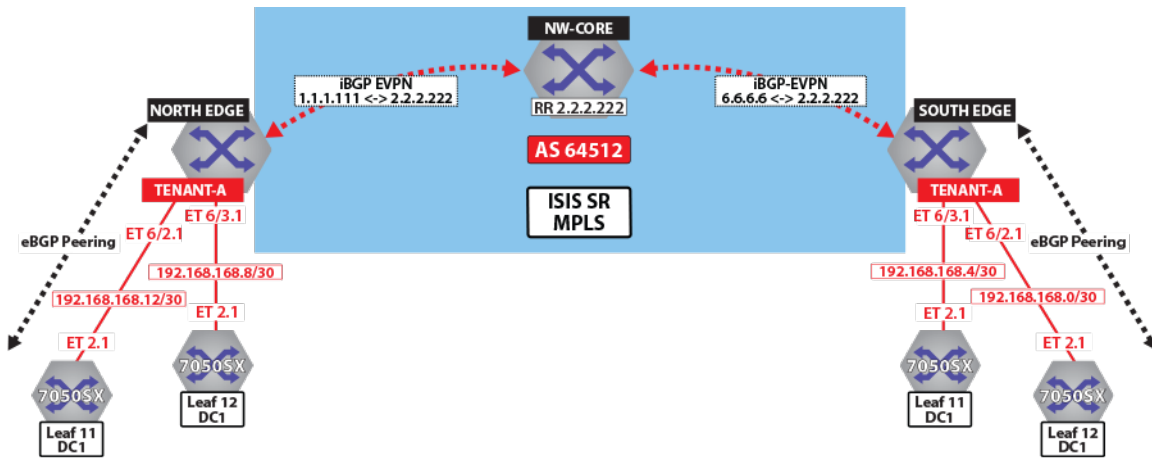 NW-CORE
iBGP EVPN
1.1.1.111 <-> 2.2.2.222
iBGP-EVPN
6.6.6.6 <-> 2.2.2.222
RR 2.2.2.222
NORTH EDGE
SOUTH EDGE
AS 64512
TENANT-A
TENANT-A
ISIS SR
MPLS
ET 6/3.1
ET 6/2.1
eBGP Peering
ET 6/3.1
ET 6/2.1
eBGP Peering
192.168.168.8/30
192.168.168.12/30
192.168.168.4/30
192.168.168.0/30
ET 2.1
ET 2.1
ET 2.1
ET 2.1
7050SX
7050SX
7050SX
7050SX
Leaf 11
DC1
Leaf 12
DC1
Leaf 11
DC1
Leaf 12
DC1